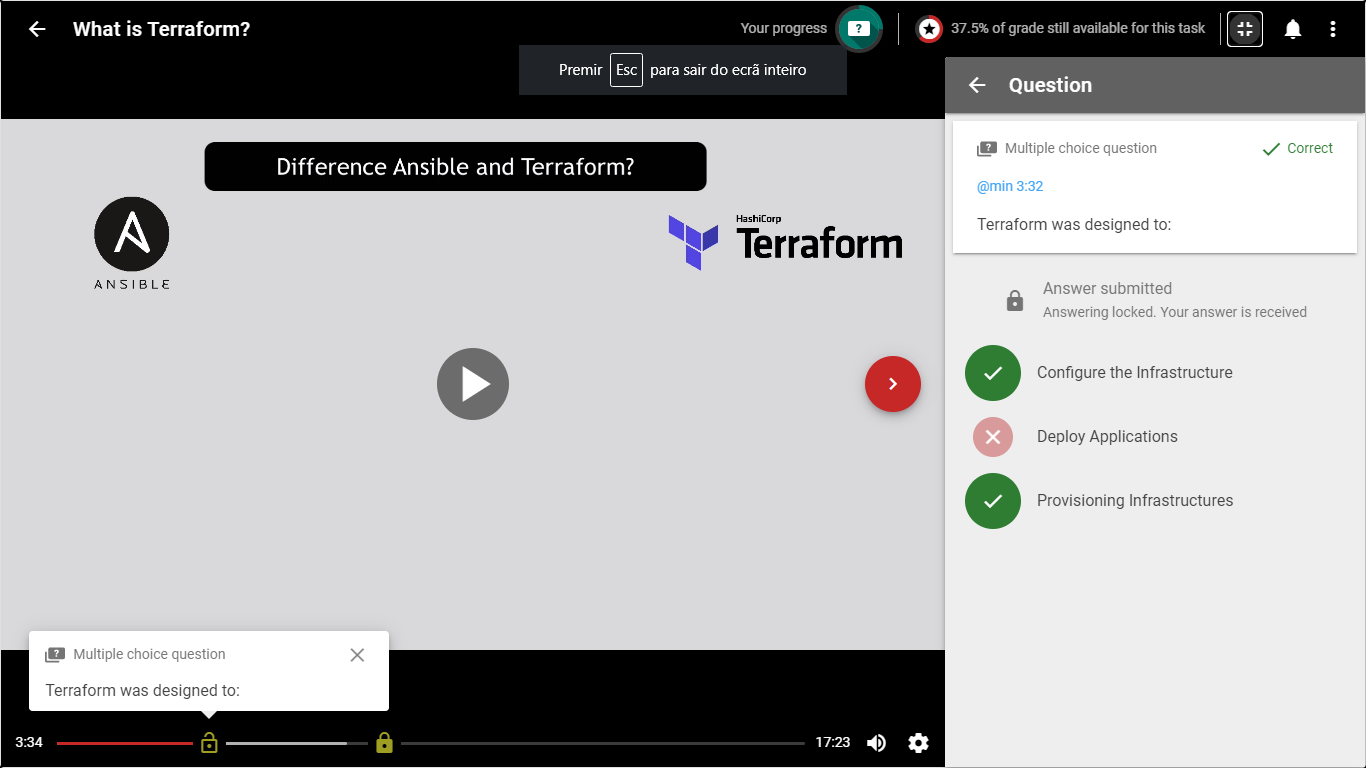 What is Terraform?
Your progress
37.5% of grade still available for this task
Premir Esc para sair do ecrã inteiro
Difference Ansible and Terraform?
ANSIBLE
HashiCorp
Terraform
Multiple choice question
Terraform was designed to:
3:34
17:23
Question
Multiple choice question
Correct
@min 3:32
Terraform was designed to:
Answer submitted
Answering locked. Your answer is received
Configure the Infrastructure
Deploy Applications
Provisioning Infrastructures